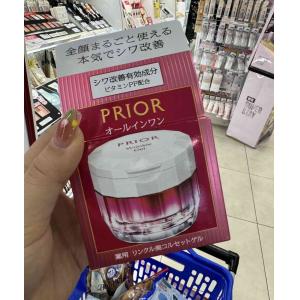 全顔まるごと使える
本気でシワ改善
シワ改善有効成分
ビタミンPP配合
PRIOR
オールインワン
PRIOR
薬用 リンクル美コルセットゲル